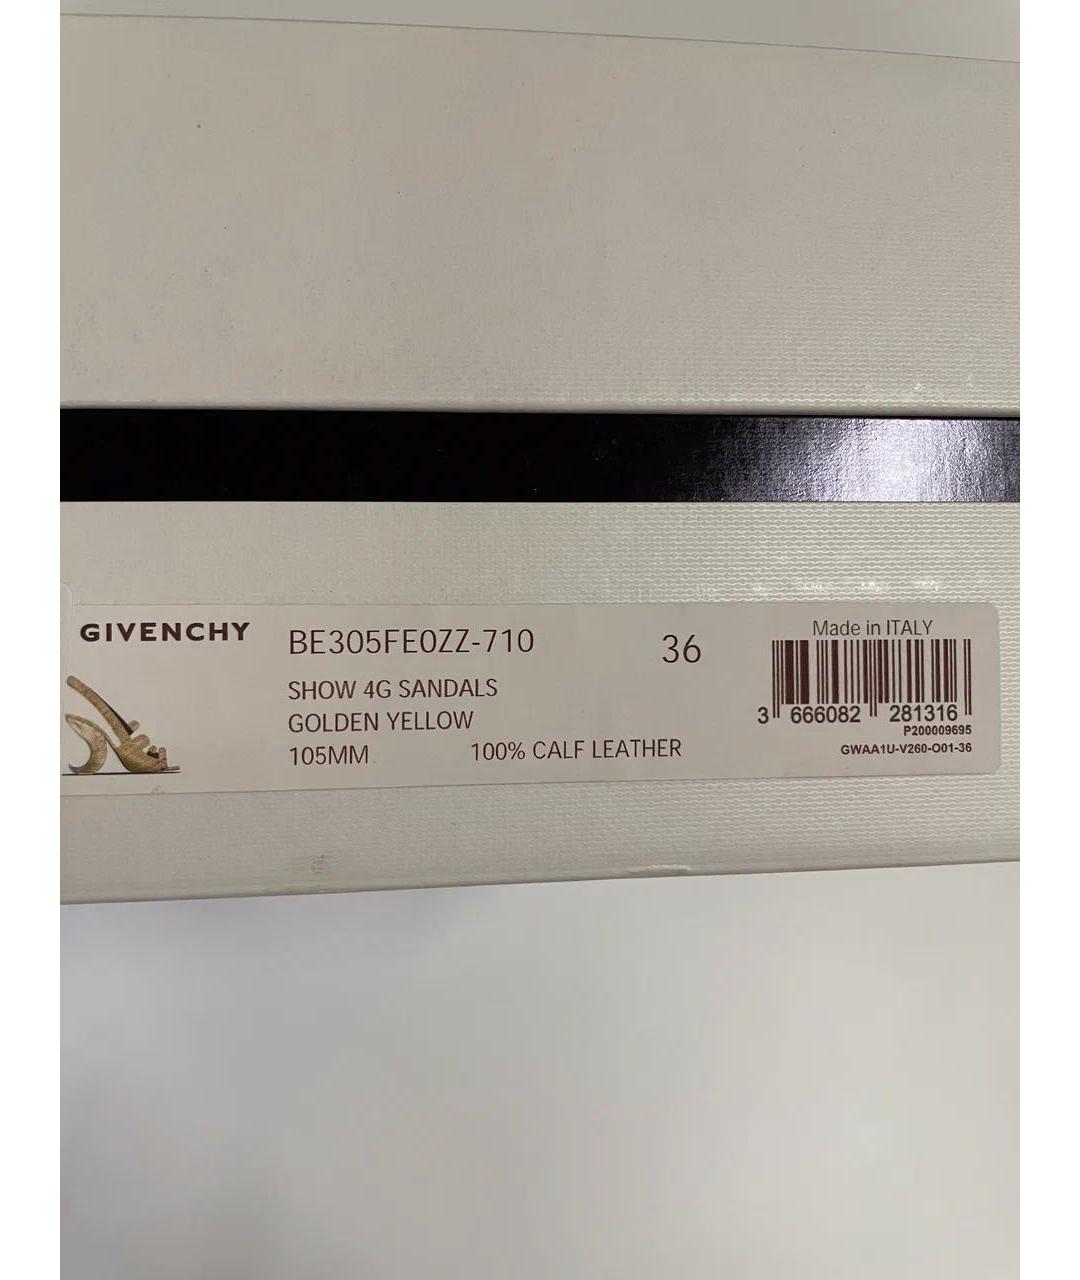 GIVENCHY
BE305FE0ZZ-710
36
SHOW 4G SANDALS
GOLDEN YELLOW
105MM
100% CALF LEATHER
Made in ITALY
3 666082 281316
P200009695
GWAA1U-V260-O01-36